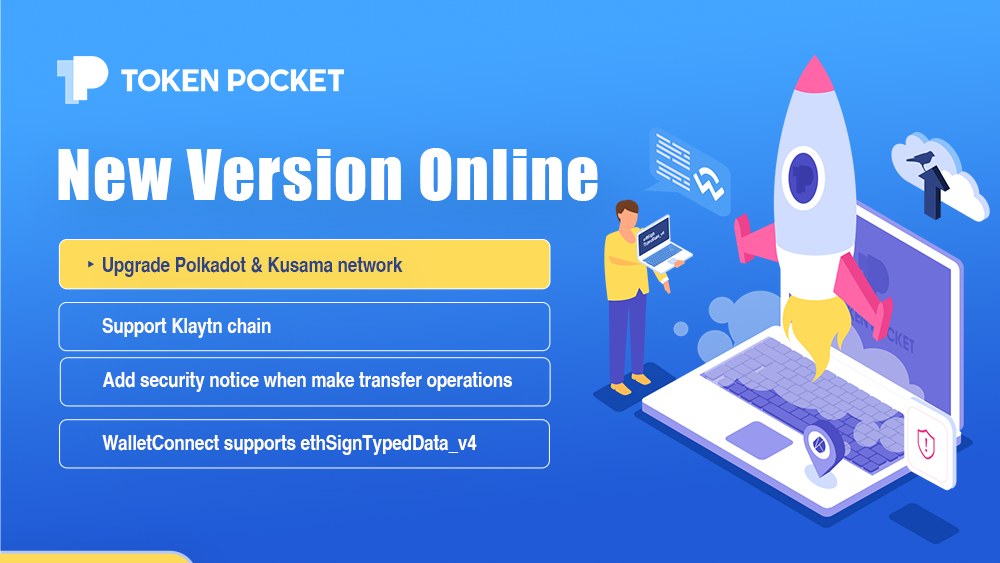 TOKEN POCKET
New Version Online
Upgrade Polkadot & Kusama network
Support Klaytn chain
Add security notice when make transfer operations
WalletConnect supports ethSignTypedData_v4